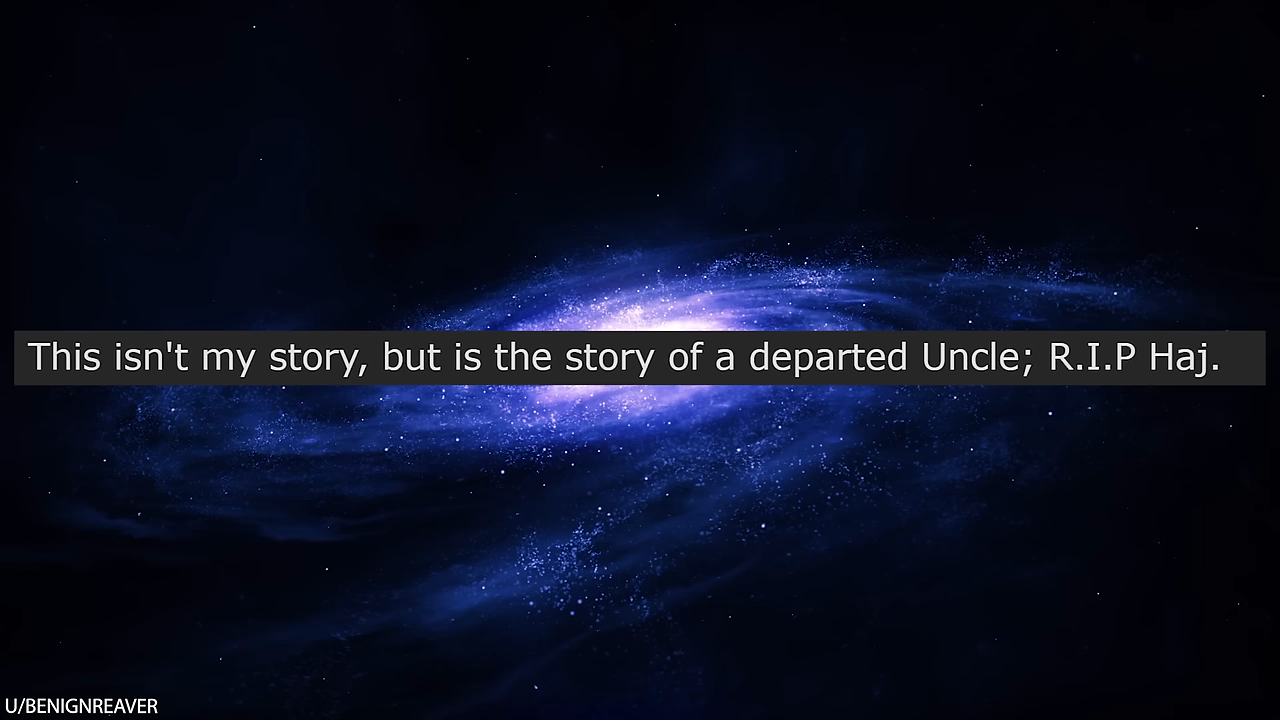 This isn't my story, but is the story of a departed Uncle; R.I.P Haj.
U/BENIGNREAVER